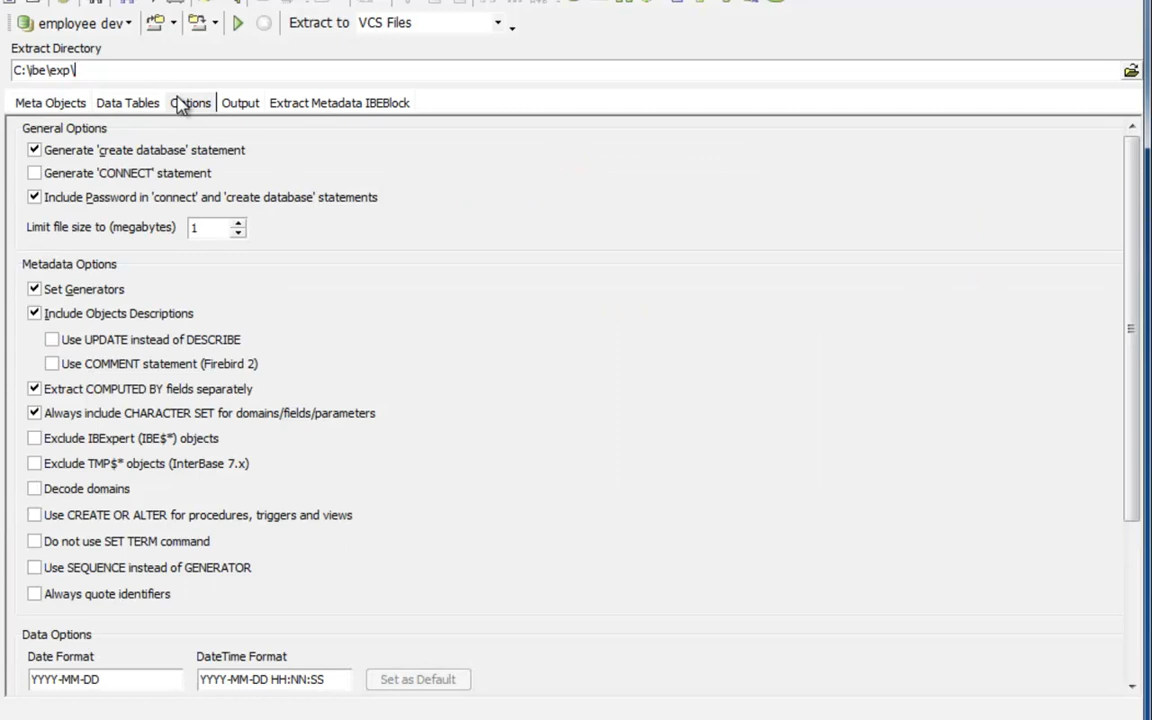 employee dev Extract to VCS Files
Extract Directory
C:\ibe\exp\
Meta Objects Data Tables Options Output Extract Metadata IBEBlock
General Options
Generate 'create database' statement
Generate 'CONNECT' statement
Include Password in 'connect' and 'create database' statements
Limit file size to (megabytes) 1
Metadata Options
Set Generators
Include Objects Descriptions
Use UPDATE instead of DESCRIBE
Use COMMENT statement (Firebird 2)
Extract COMPUTED BY fields separately
Always include CHARACTER SET for domains/fields/parameters
Exclude IBExpert (IBE$*) objects
Exclude TMP$* objects (InterBase 7.x)
Decode domains
Use CREATE OR ALTER for procedures, triggers and views
Do not use SET TERM command
Use SEQUENCE instead of GENERATOR
Always quote identifiers
Data Options
Date Format DateTime Format
YYYY-MM-DD YYYY-MM-DD HH:NN:SS Set as Default